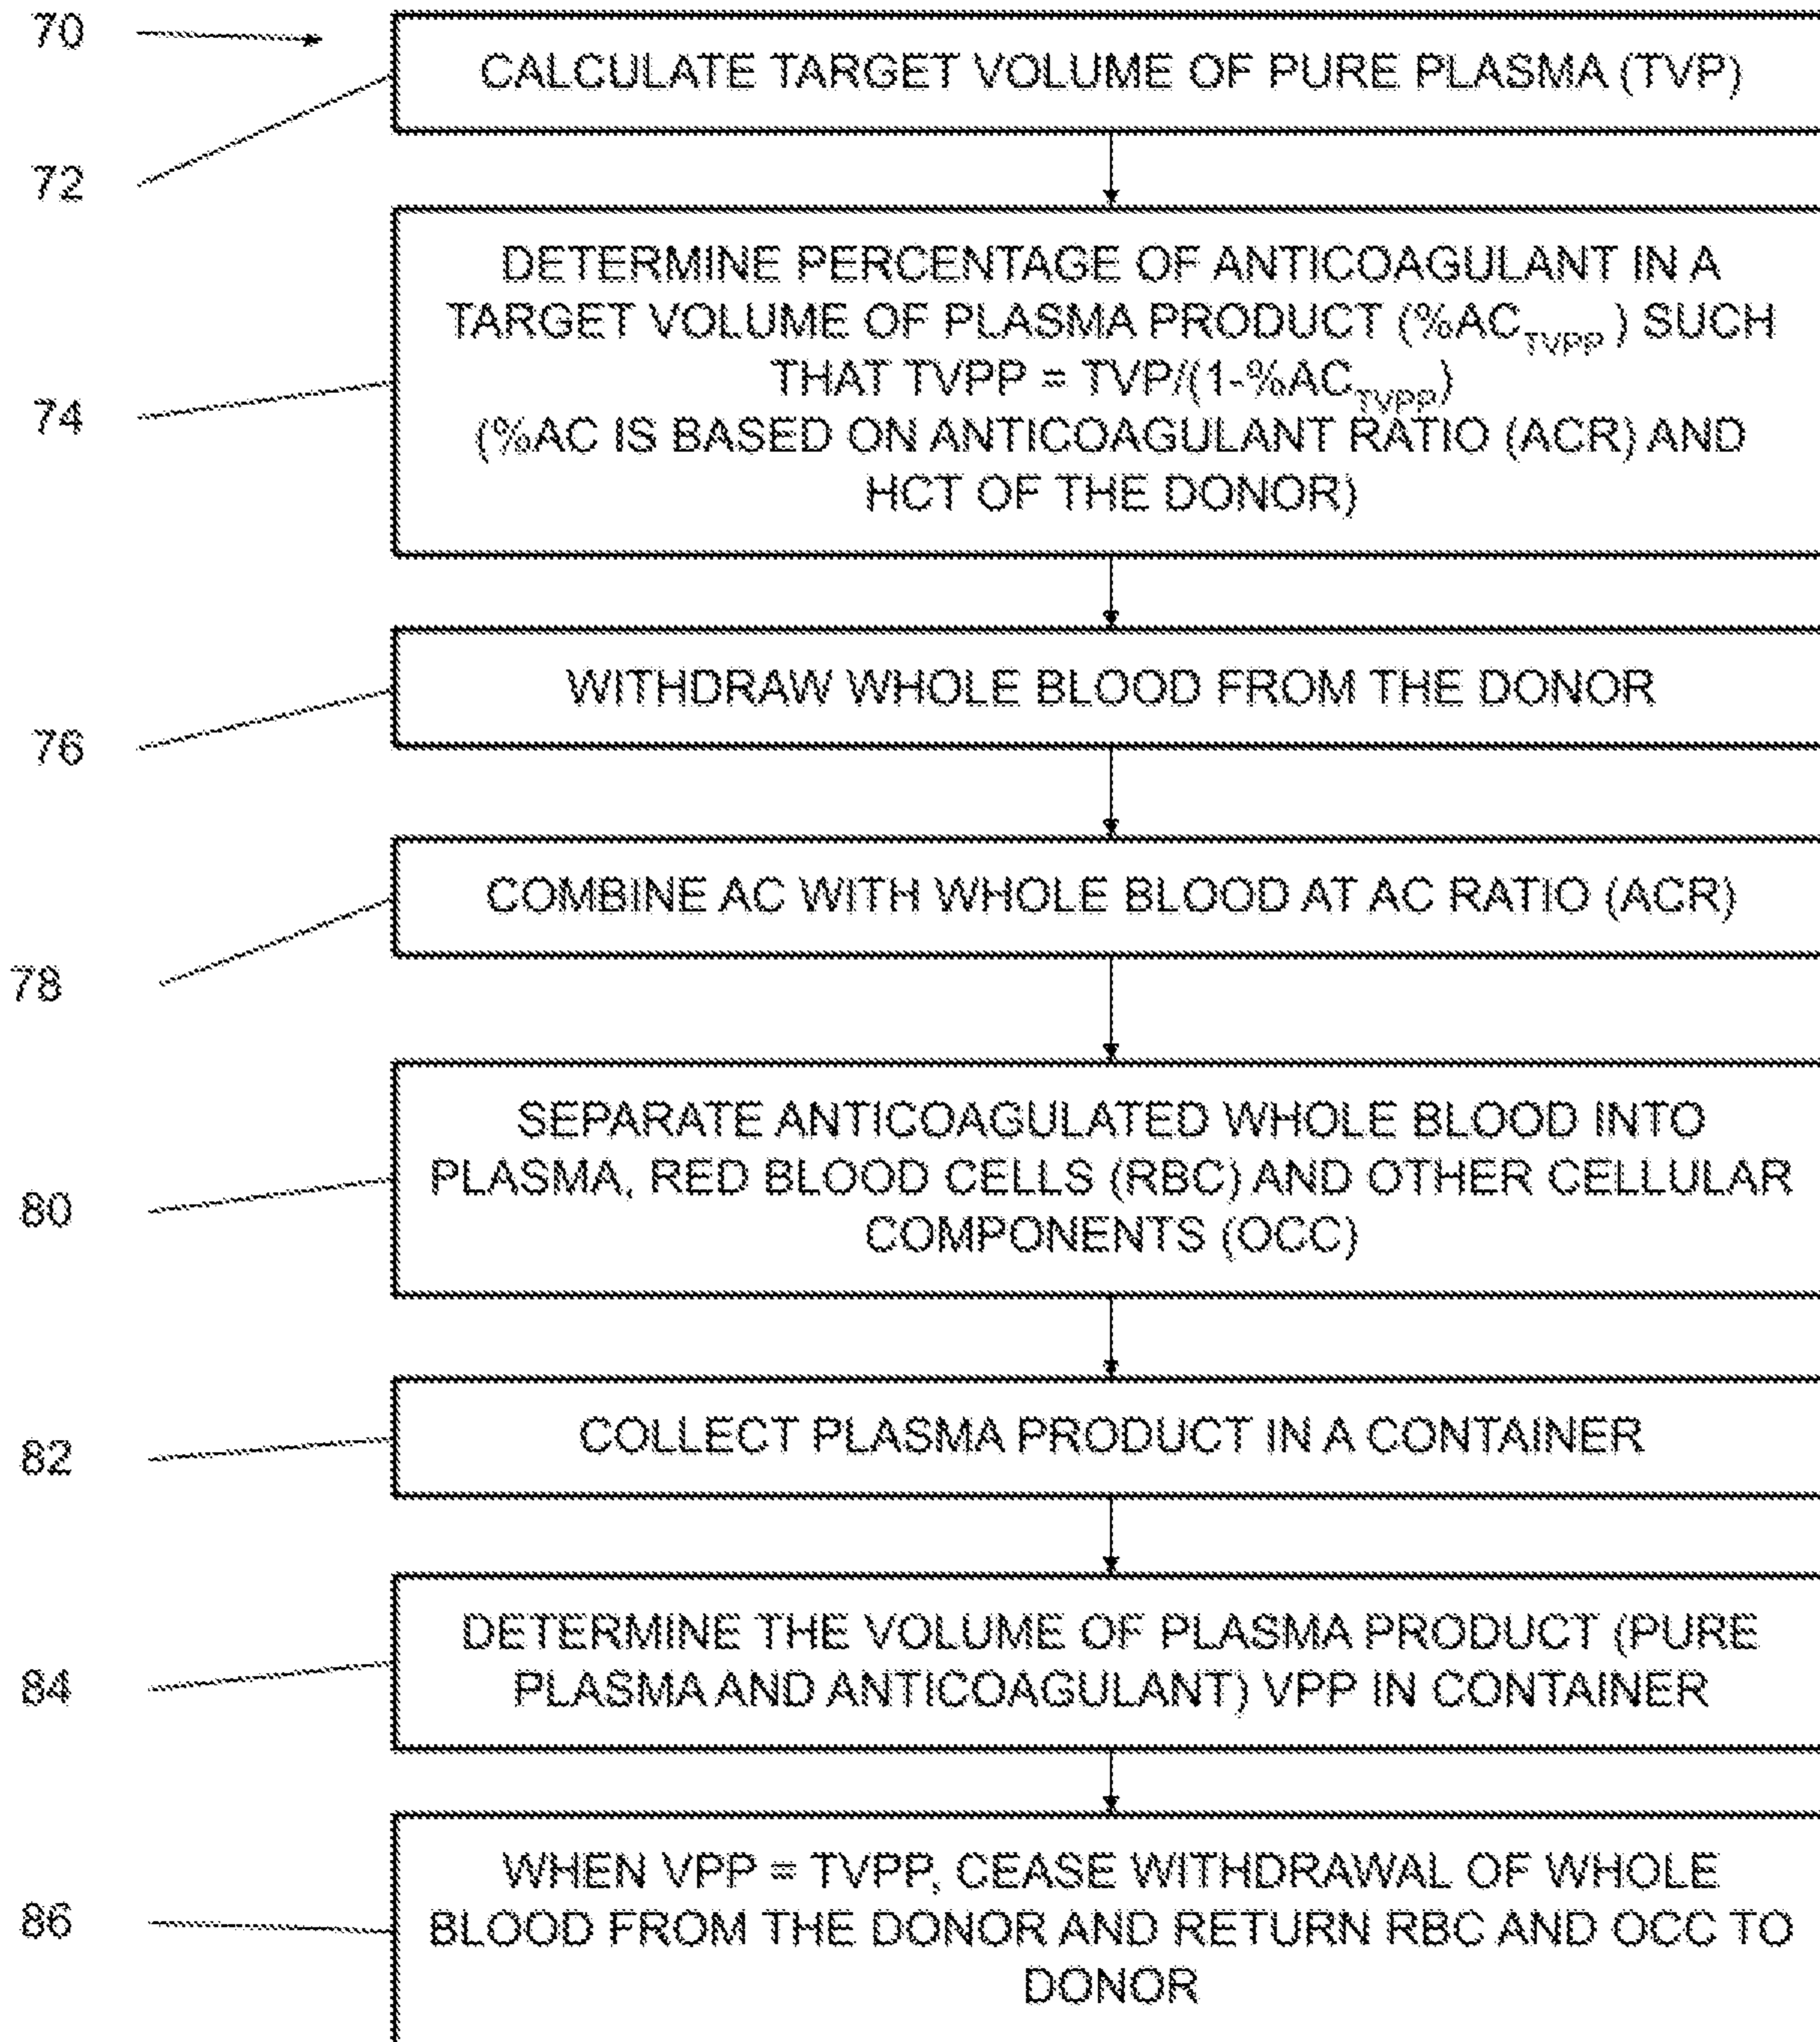 70
CALCULATE TARGET VOLUME OF PURE PLASMA (TVP)
72
DETERMINE PERCENTAGE OF ANTICOAGULANT IN A
TARGET VOLUME OF PLASMA PRODUCT (%AC_TVPP) SUCH
THAT TVPP = TVP/(1-%AC_TVPP)
(%AC IS BASED ON ANTICOAGULANT RATIO (ACR) AND
HCT OF THE DONOR)
74
WITHDRAW WHOLE BLOOD FROM THE DONOR
76
COMBINE AC WITH WHOLE BLOOD AT AC RATIO (ACR)
78
SEPARATE ANTICOAGULATED WHOLE BLOOD INTO
PLASMA, RED BLOOD CELLS (RBC) AND OTHER CELLULAR
COMPONENTS (OCC)
80
COLLECT PLASMA PRODUCT IN A CONTAINER
82
DETERMINE THE VOLUME OF PLASMA PRODUCT (PURE
PLASMA AND ANTICOAGULANT) VPP IN CONTAINER
84
WHEN VPP = TVPP, CEASE WITHDRAWAL OF WHOLE
BLOOD FROM THE DONOR AND RETURN RBC AND OCC TO
DONOR
86